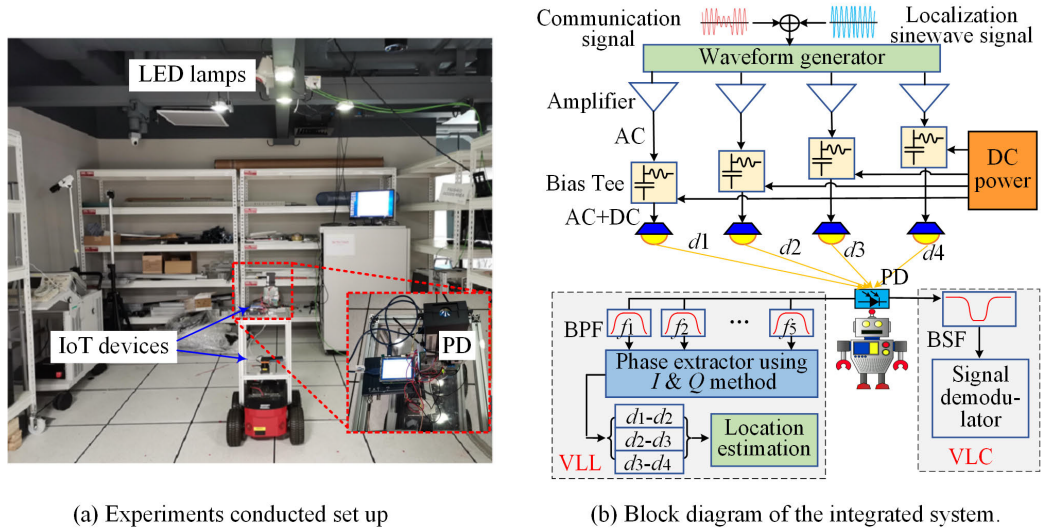 LED lamps
IoT devices
PD
(a) Experiments conducted set up
Communication
signal
Localization
sinewave signal
Waveform generator
Amplifier
AC
Bias Tee
AC+DC
DC
power
d1
d2
d3
d4
PD
BPF
f1
f2
...
f5
Phase extractor using
I & Q method
d1-d2
d2-d3
d3-d4
Location
estimation
VLL
BSF
Signal
demodu-
lator
VLC
(b) Block diagram of the integrated system.